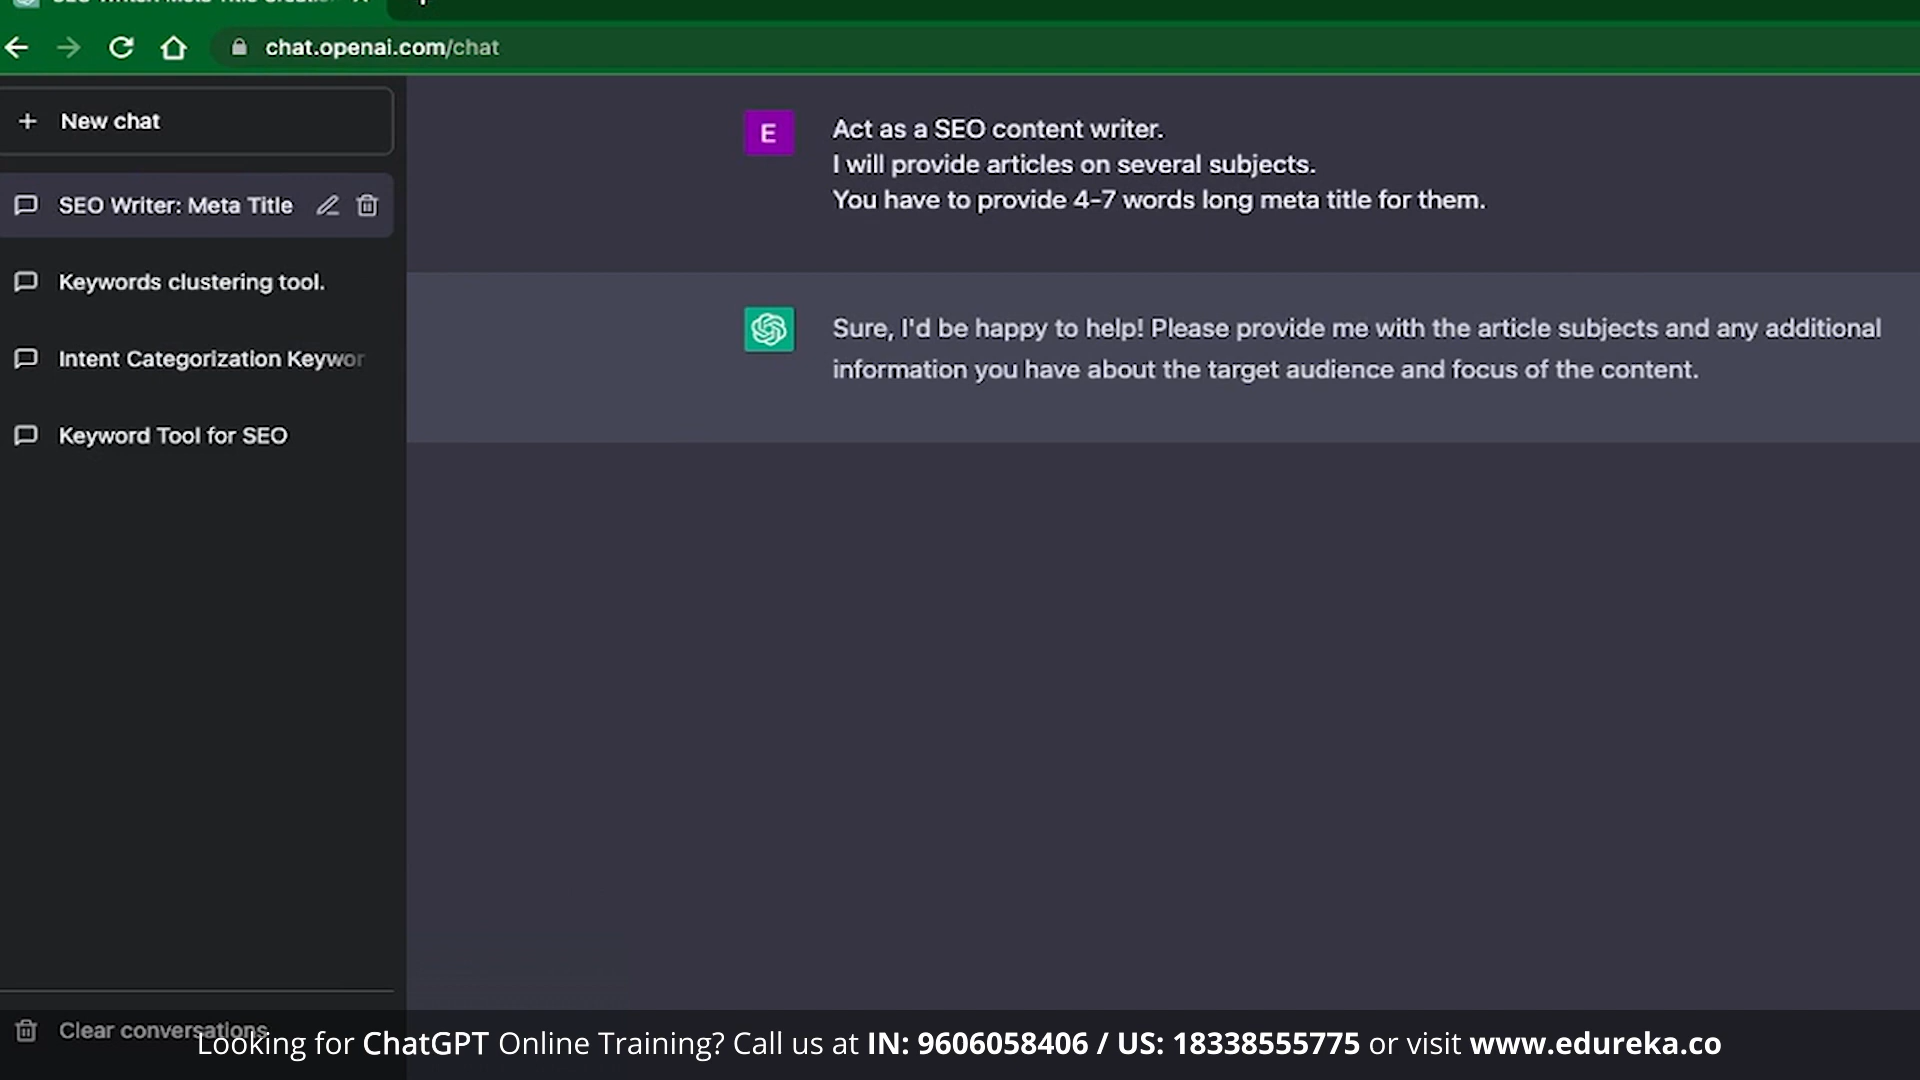 chat.openai.com/chat
New chat
SEO Writer: Meta Title
Keywords clustering tool.
Intent Categorization Keywor
Keyword Tool for SEO
Clear conversations
E
Act as a SEO content writer.
I will provide articles on several subjects.
You have to provide 4-7 words long meta title for them.
Sure, I'd be happy to help! Please provide me with the article subjects and any additional
information you have about the target audience and focus of the content.
Looking for ChatGPT Online Training? Call us at IN: 9606058406 / US: 18338555775 or visit www.edureka.co